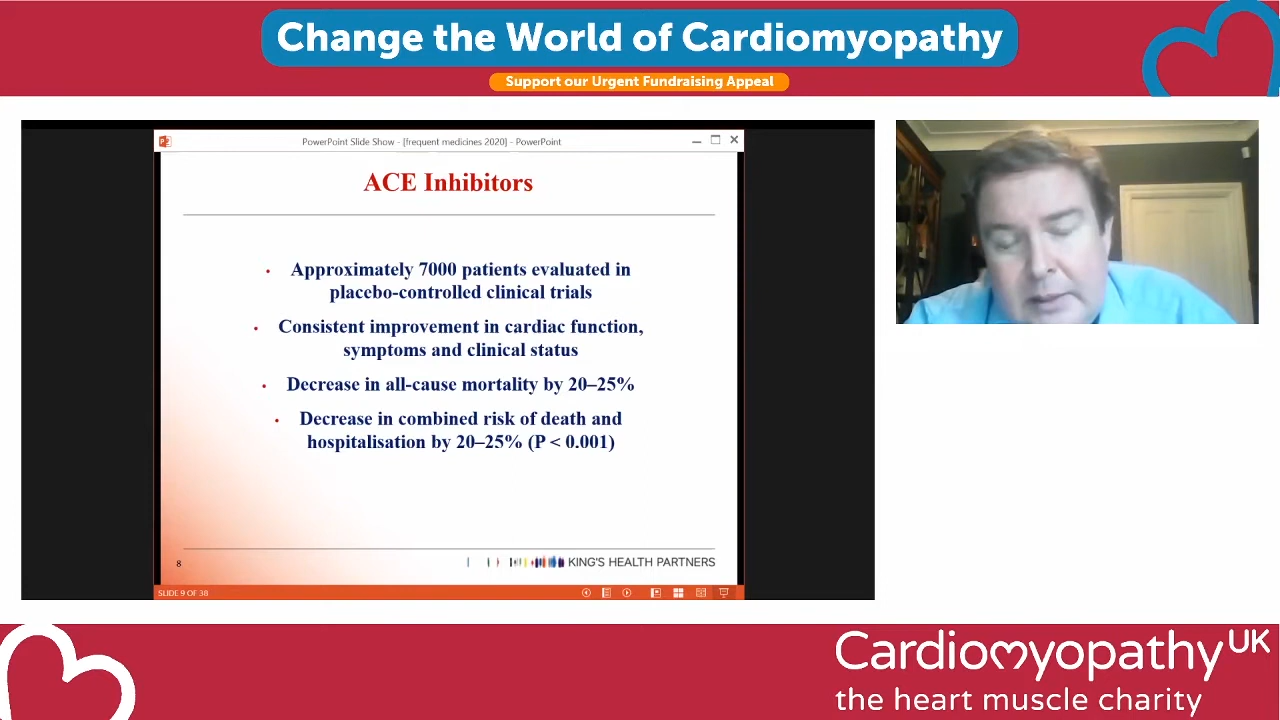 Change the World of Cardiomyopathy
Support our Urgent Fundraising Appeal
PowerPoint Slide Show - [frequent medicines 2020] - PowerPoint
ACE Inhibitors
• Approximately 7000 patients evaluated in
placebo-controlled clinical trials
• Consistent improvement in cardiac function,
symptoms and clinical status
• Decrease in all-cause mortality by 20–25%
• Decrease in combined risk of death and
hospitalisation by 20–25% (P < 0.001)
8
KING'S HEALTH PARTNERS
SLIDE 9 OF 38
Cardiomyopathy UK
the heart muscle charity